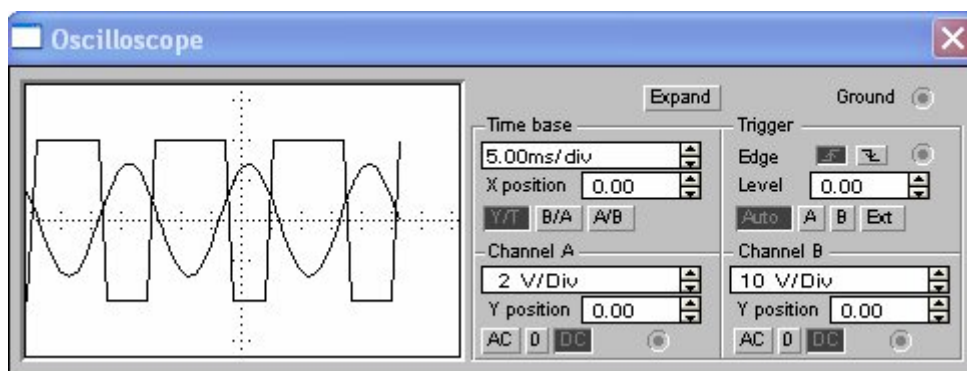 Oscilloscope
Expand Ground
Time base
5.00ms/div
X position 0.00
Y/T B/A A/B
Trigger
Edge
Level 0.00
Auto A B Ext
Channel A
2 V/Div
Y position 0.00
AC 0 DC
Channel B
10 V/Div
Y position 0.00
AC 0 DC